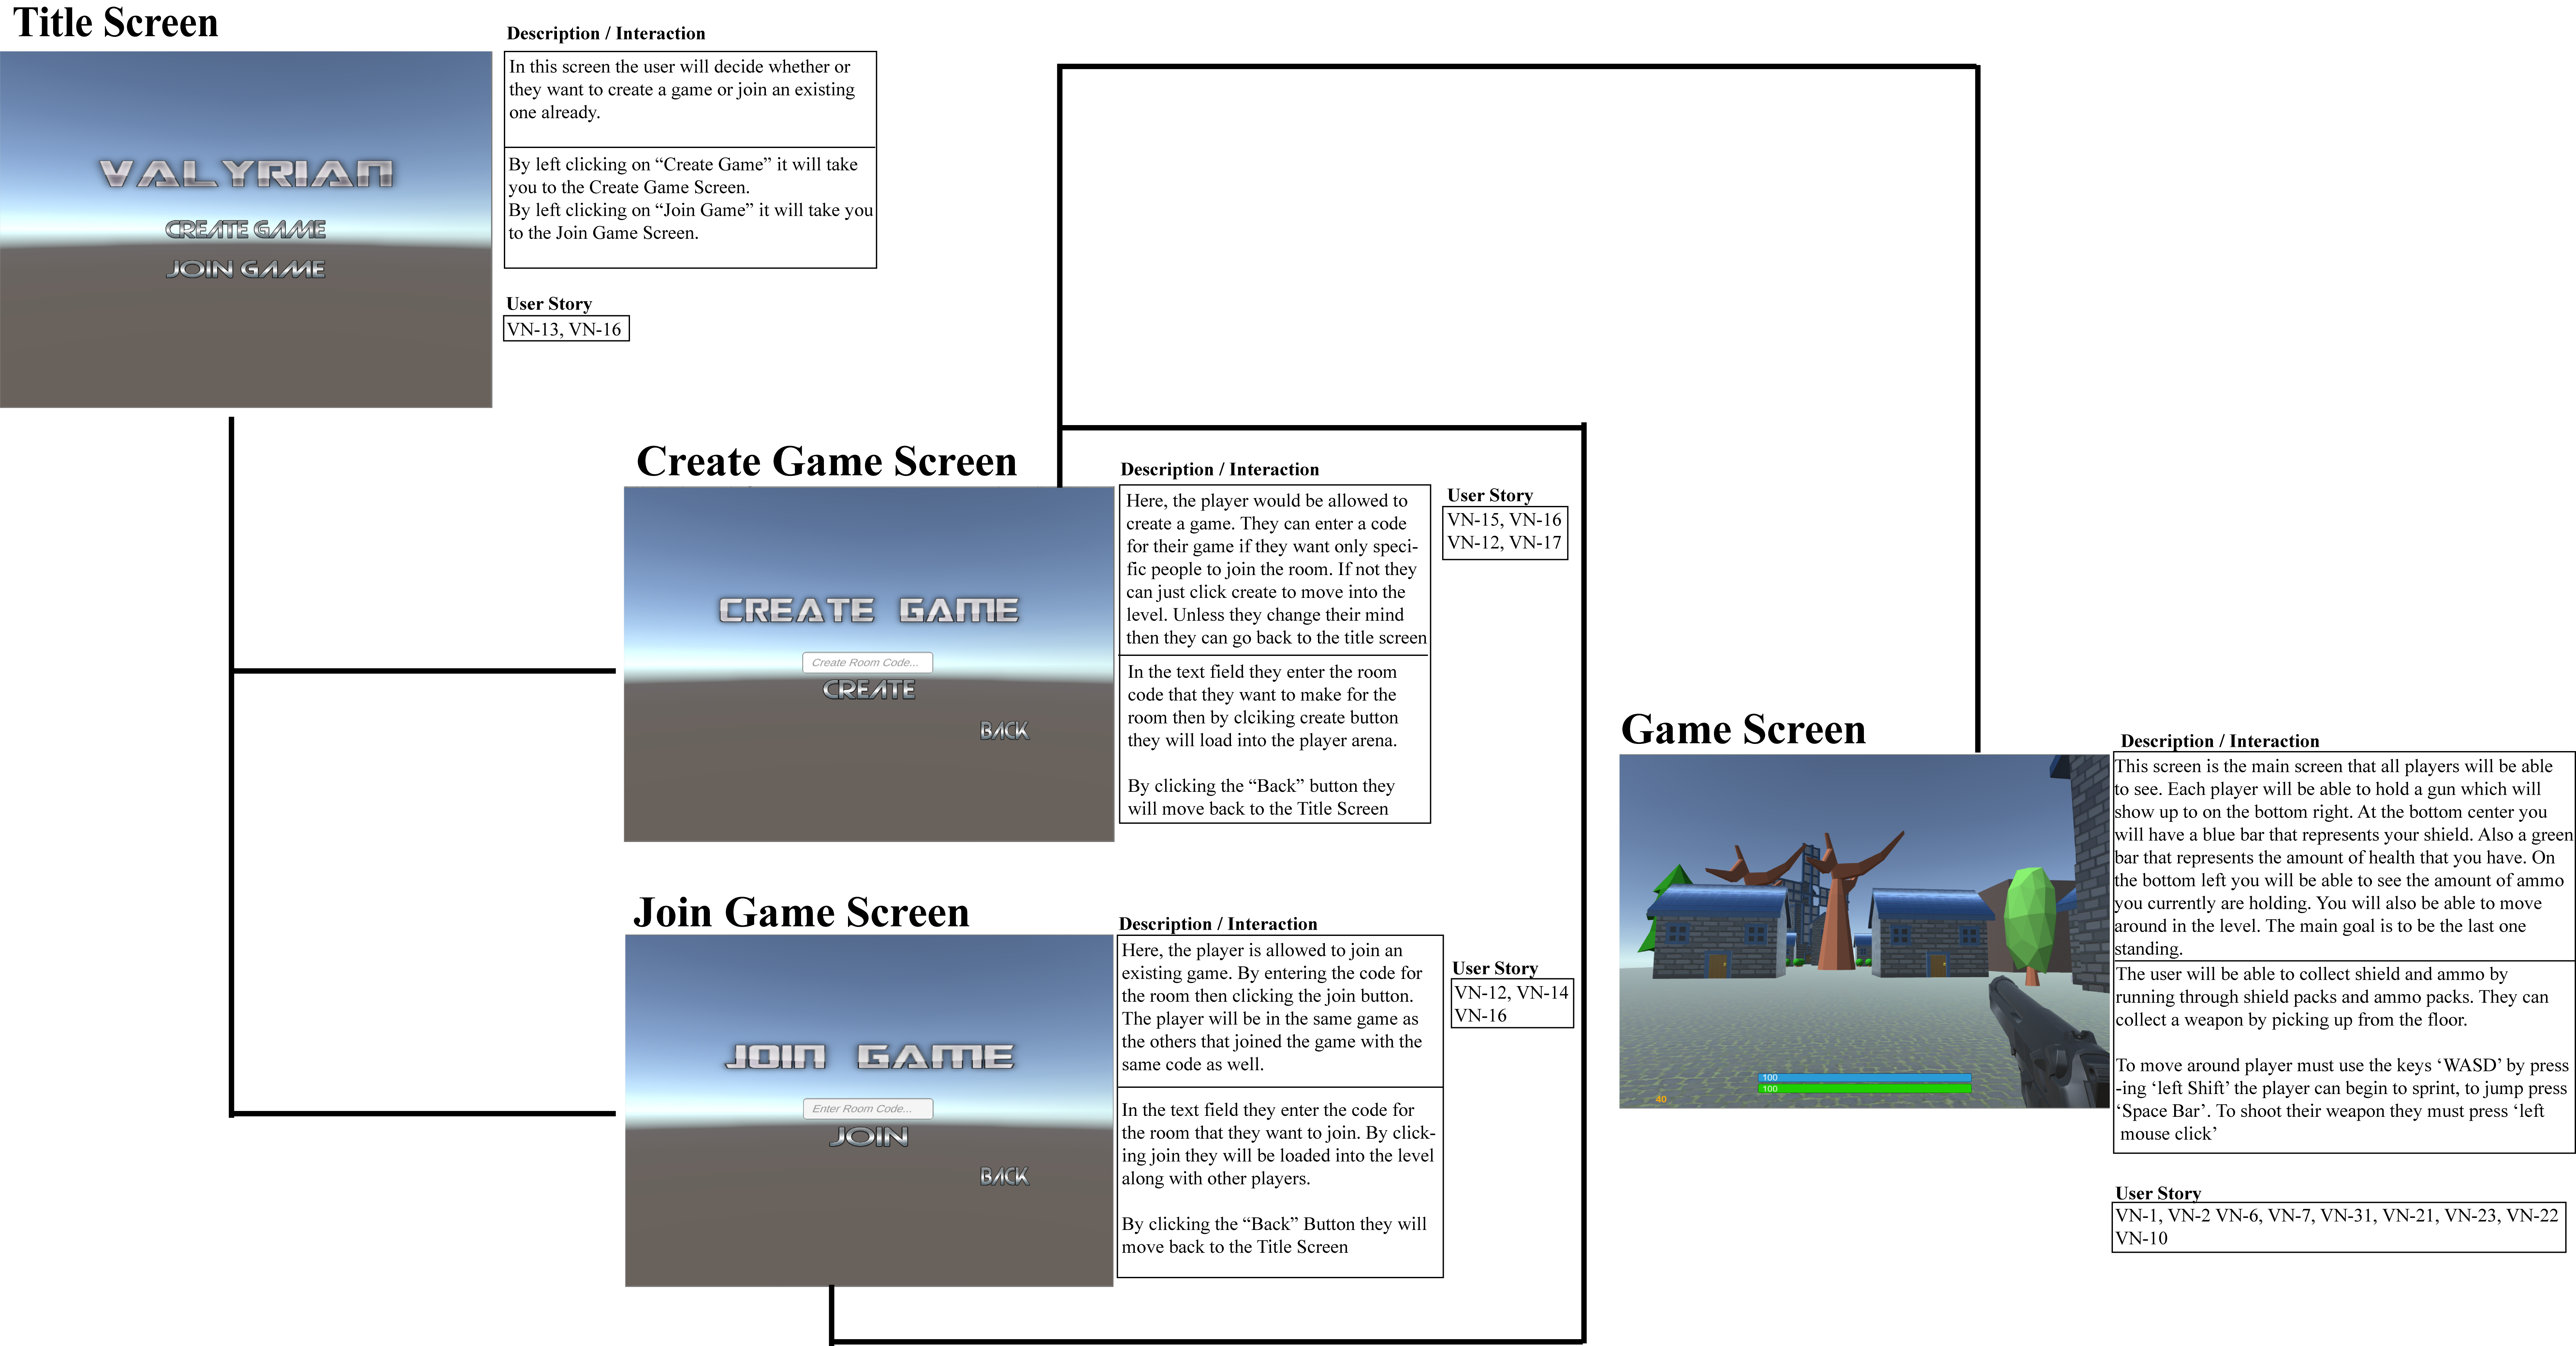 Title Screen
Description / Interaction
In this screen the user will decide whether or
they want to create a game or join an existing
one already.
By left clicking on “Create Game” it will take
you to the Create Game Screen.
By left clicking on “Join Game” it will take you
to the Join Game Screen.
User Story
VN-13, VN-16
VALYRIAN
CREATE GAME
JOIN GAME
Create Game Screen
CREATE GAME
Create Room Code...
CREATE
BACK
Description / Interaction
Here, the player would be allowed to
create a game. They can enter a code
for their game if they want only speci-
fic people to join the room. If not they
can just click create to move into the
level. Unless they change their mind
then they can go back to the title screen
In the text field they enter the room
code that they want to make for the
room then by clciking create button
they will load into the player arena.
By clicking the “Back” button they
will move back to the Title Screen
User Story
VN-15, VN-16
VN-12, VN-17
Join Game Screen
JOIN GAME
Enter Room Code...
JOIN
BACK
Description / Interaction
Here, the player is allowed to join an
existing game. By entering the code for
the room then clicking the join button.
The player will be in the same game as
the others that joined the game with the
same code as well.
In the text field they enter the code for
the room that they want to join. By click-
ing join they will be loaded into the level
along with other players.
By clicking the “Back” Button they will
move back to the Title Screen
User Story
VN-12, VN-14
VN-16
Game Screen
100
100
40
Description / Interaction
This screen is the main screen that all players will be able
to see. Each player will be able to hold a gun which will
show up to on the bottom right. At the bottom center you
will have a blue bar that represents your shield. Also a green
bar that represents the amount of health that you have. On
the bottom left you will be able to see the amount of ammo
you currently are holding. You will also be able to move
around in the level. The main goal is to be the last one
standing.
The user will be able to collect shield and ammo by
running through shield packs and ammo packs. They can
collect a weapon by picking up from the floor.
To move around player must use the keys ‘WASD’ by press
-ing ‘left Shift’ the player can begin to sprint, to jump press
‘Space Bar’. To shoot their weapon they must press ‘left
mouse click’
User Story
VN-1, VN-2 VN-6, VN-7, VN-31, VN-21, VN-23, VN-22
VN-10